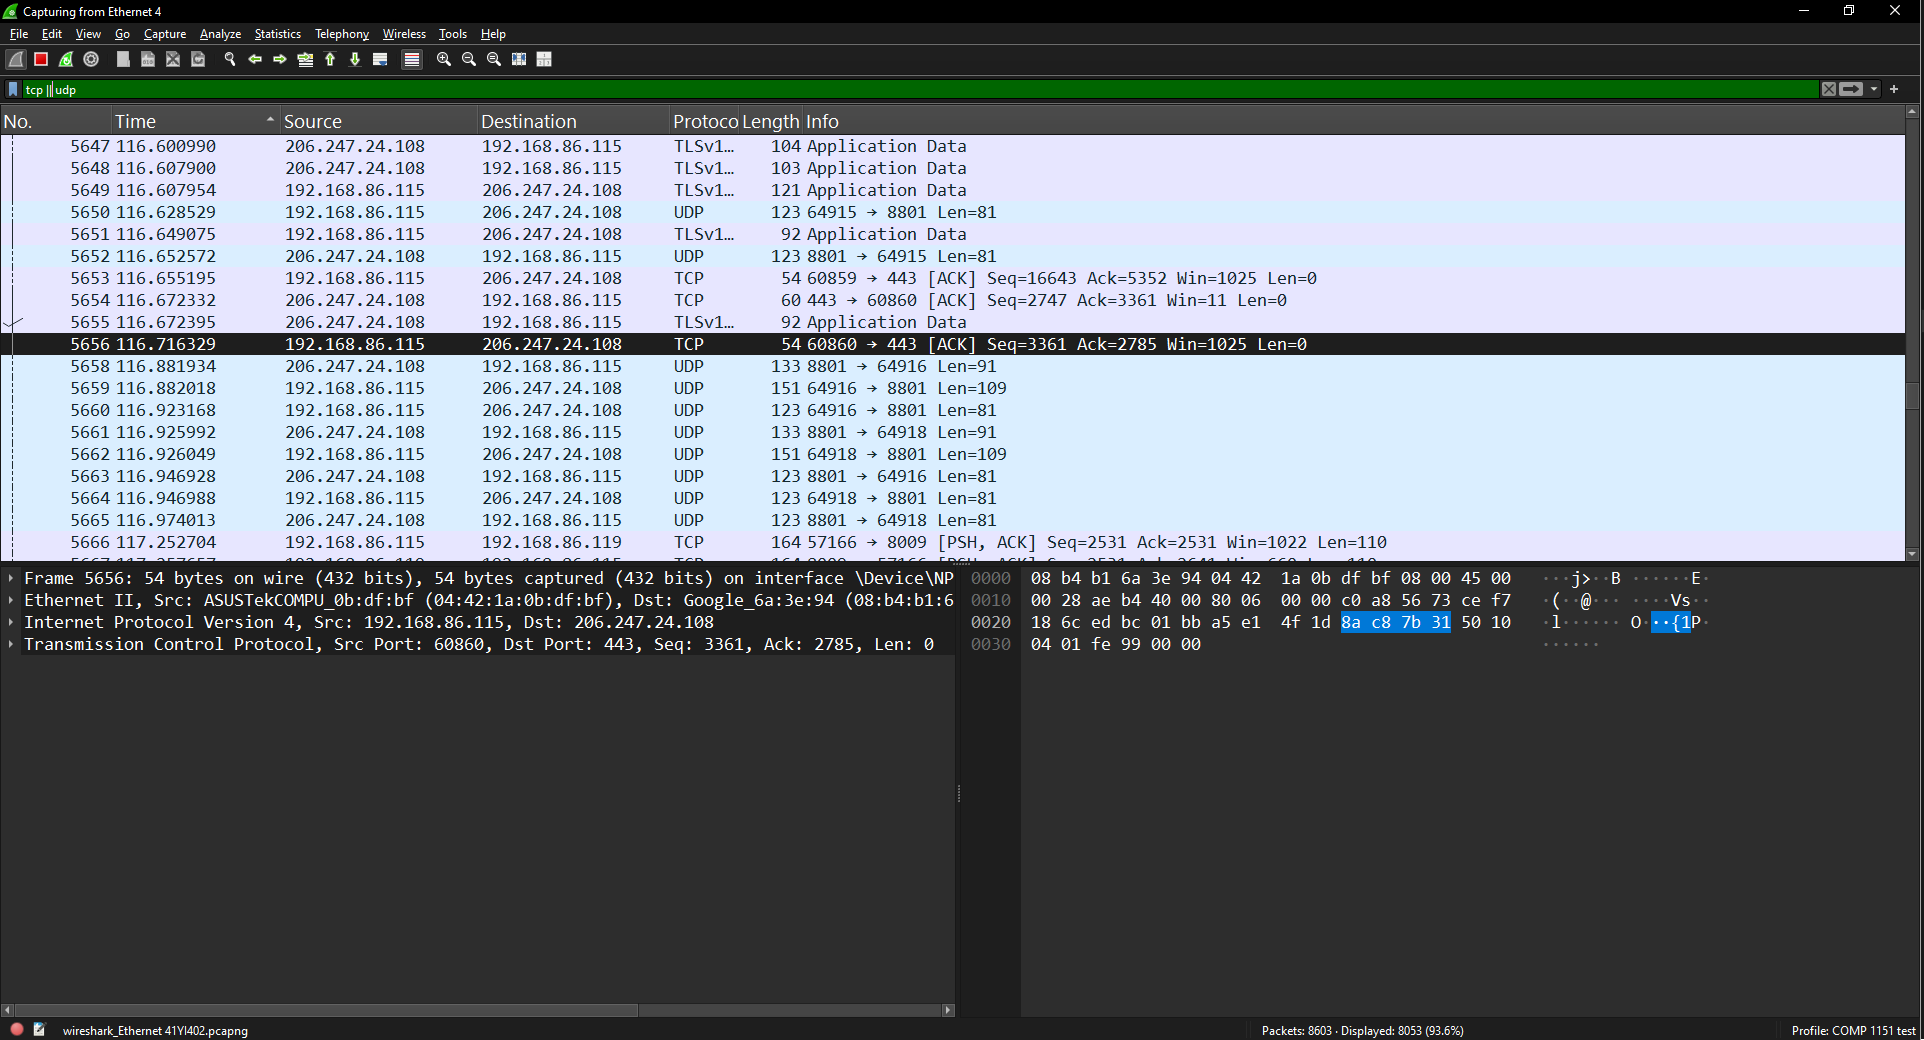 Capturing from Ethernet 4
File Edit View Go Capture Analyze Statistics Telephony Wireless Tools Help
tcp || udp
No. Time Source Destination Protoco Length Info
5647 116.600990 206.247.24.108 192.168.86.115 TLSv1… 104 Application Data
5648 116.607900 206.247.24.108 192.168.86.115 TLSv1… 103 Application Data
5649 116.607954 192.168.86.115 206.247.24.108 TLSv1… 121 Application Data
5650 116.628529 192.168.86.115 206.247.24.108 UDP 123 64915 → 8801 Len=81
5651 116.649075 192.168.86.115 206.247.24.108 TLSv1… 92 Application Data
5652 116.652572 206.247.24.108 192.168.86.115 UDP 123 8801 → 64915 Len=81
5653 116.655195 192.168.86.115 206.247.24.108 TCP 54 60859 → 443 [ACK] Seq=16643 Ack=5352 Win=1025 Len=0
5654 116.672332 206.247.24.108 192.168.86.115 TCP 60 443 → 60860 [ACK] Seq=2747 Ack=3361 Win=11 Len=0
5655 116.672395 206.247.24.108 192.168.86.115 TLSv1… 92 Application Data
5656 116.716329 192.168.86.115 206.247.24.108 TCP 54 60860 → 443 [ACK] Seq=3361 Ack=2785 Win=1025 Len=0
5658 116.881934 206.247.24.108 192.168.86.115 UDP 133 8801 → 64916 Len=91
5659 116.882018 192.168.86.115 206.247.24.108 UDP 151 64916 → 8801 Len=109
5660 116.923168 192.168.86.115 206.247.24.108 UDP 123 64916 → 8801 Len=81
5661 116.925992 206.247.24.108 192.168.86.115 UDP 133 8801 → 64918 Len=91
5662 116.926049 192.168.86.115 206.247.24.108 UDP 151 64918 → 8801 Len=109
5663 116.946928 206.247.24.108 192.168.86.115 UDP 123 8801 → 64916 Len=81
5664 116.946988 192.168.86.115 206.247.24.108 UDP 123 64918 → 8801 Len=81
5665 116.974013 206.247.24.108 192.168.86.115 UDP 123 8801 → 64918 Len=81
5666 117.252704 192.168.86.115 192.168.86.119 TCP 164 57166 → 8009 [PSH, ACK] Seq=2531 Ack=2531 Win=1022 Len=110
Frame 5656: 54 bytes on wire (432 bits), 54 bytes captured (432 bits) on interface \Device\NP
Ethernet II, Src: ASUSTekCOMPU_0b:df:bf (04:42:1a:0b:df:bf), Dst: Google_6a:3e:94 (08:b4:b1:6
Internet Protocol Version 4, Src: 192.168.86.115, Dst: 206.247.24.108
Transmission Control Protocol, Src Port: 60860, Dst Port: 443, Seq: 3361, Ack: 2785, Len: 0
0000 08 b4 b1 6a 3e 94 04 42 1a 0b df bf 08 00 45 00 ···j>··B ······E·
0010 00 28 ae b4 40 00 80 06 00 00 c0 a8 56 73 ce f7 ·(··@··· ····Vs··
0020 18 6c ed bc 01 bb a5 e1 4f 1d 8a c8 7b 31 50 10 ·l······ O···{1P·
0030 04 01 fe 99 00 00 ······
wireshark_Ethernet 41YI402.pcapng
Packets: 8603 · Displayed: 8053 (93.6%)
Profile: COMP 1151 test